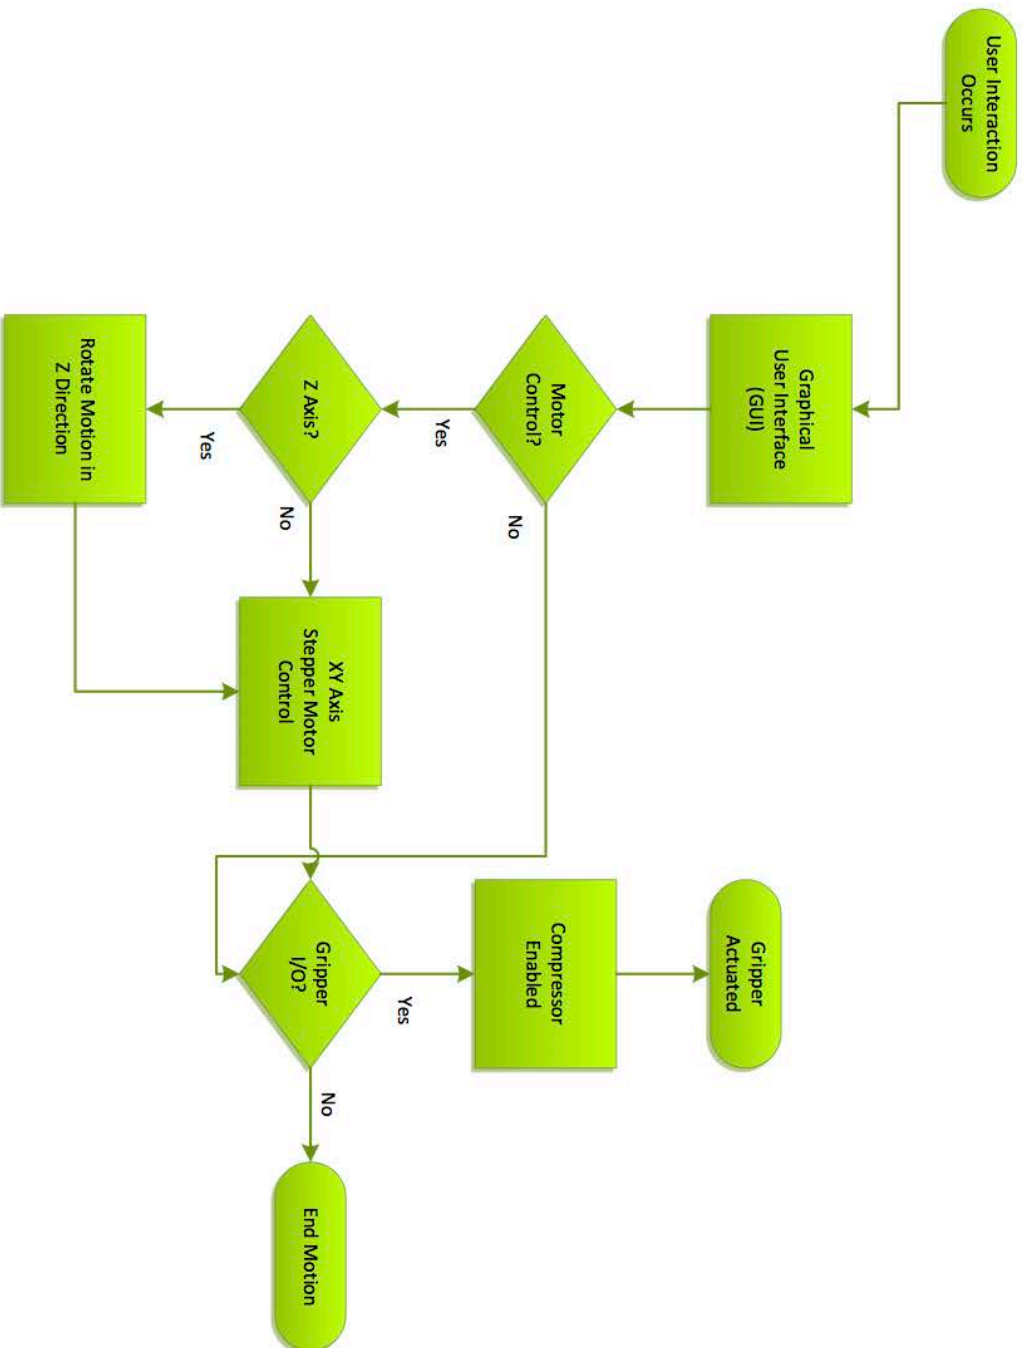 User Interaction
Occurs
Graphical
User Interface
(GUI)
Motor
Control?
No
Yes
Z Axis?
No
Yes
Rotate Motion in
Z Direction
XY Axis
Stepper Motor
Control
Gripper
I/O?
Yes
No
Compressor
Enabled
Gripper
Actuated
End Motion